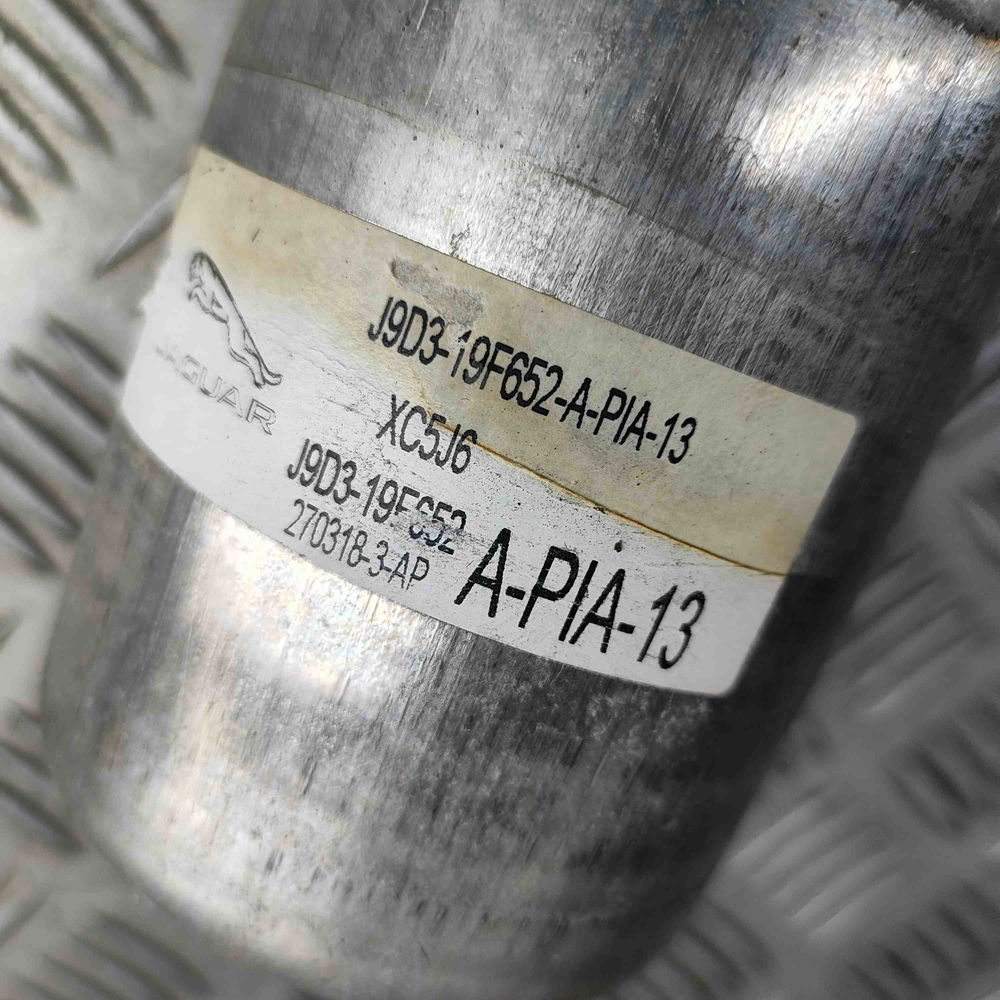 JAGUAR
J9D3-19F652-A-PIA-13
XC5J6
J9D3-19F652
A-PIA-13
270318-3-AP